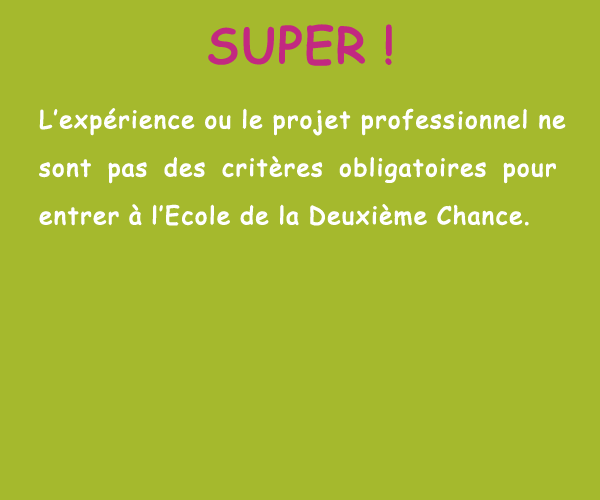 SUPER !
L’expérience ou le projet professionnel ne
sont pas des critères obligatoires pour
entrer à l’Ecole de la Deuxième Chance.